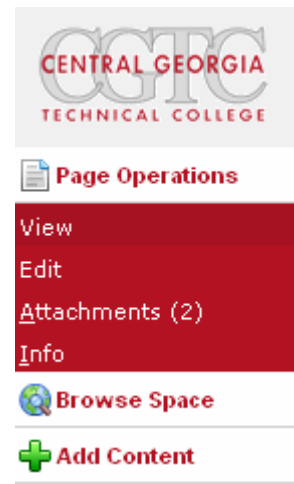 CGTC
CENTRAL GEORGIA
TECHNICAL COLLEGE
Page Operations
View
Edit
Attachments (2)
Info
Browse Space
Add Content